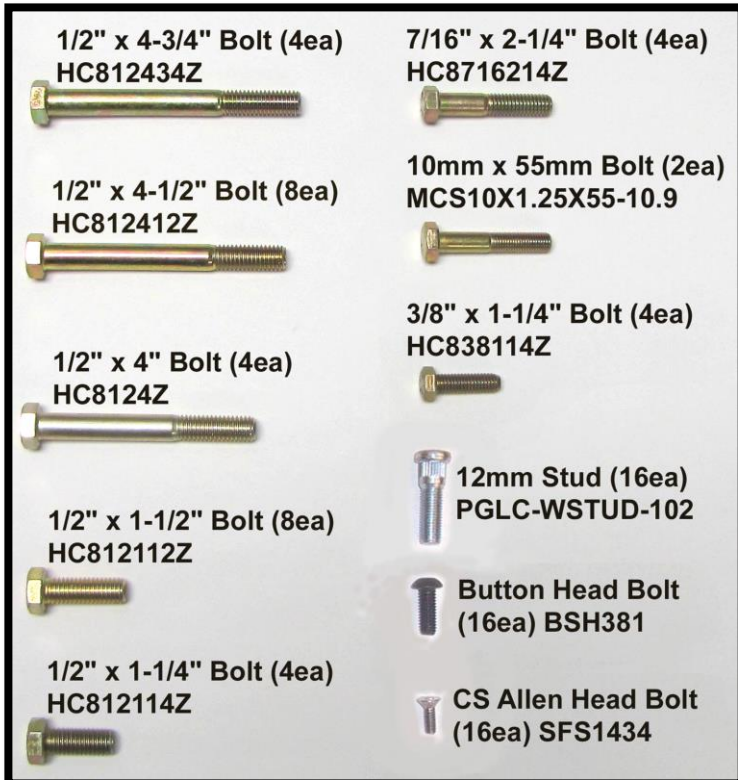 1/2" x 4-3/4" Bolt (4ea)
HC812434Z
1/2" x 4-1/2" Bolt (8ea)
HC812412Z
1/2" x 4" Bolt (4ea)
HC8124Z
1/2" x 1-1/2" Bolt (8ea)
HC812112Z
1/2" x 1-1/4" Bolt (4ea)
HC812114Z
7/16" x 2-1/4" Bolt (4ea)
HC8716214Z
10mm x 55mm Bolt (2ea)
MCS10X1.25X55-10.9
3/8" x 1-1/4" Bolt (4ea)
HC838114Z
12mm Stud (16ea)
PGLC-WSTUD-102
Button Head Bolt
(16ea) BSH381
CS Allen Head Bolt
(16ea) SFS1434